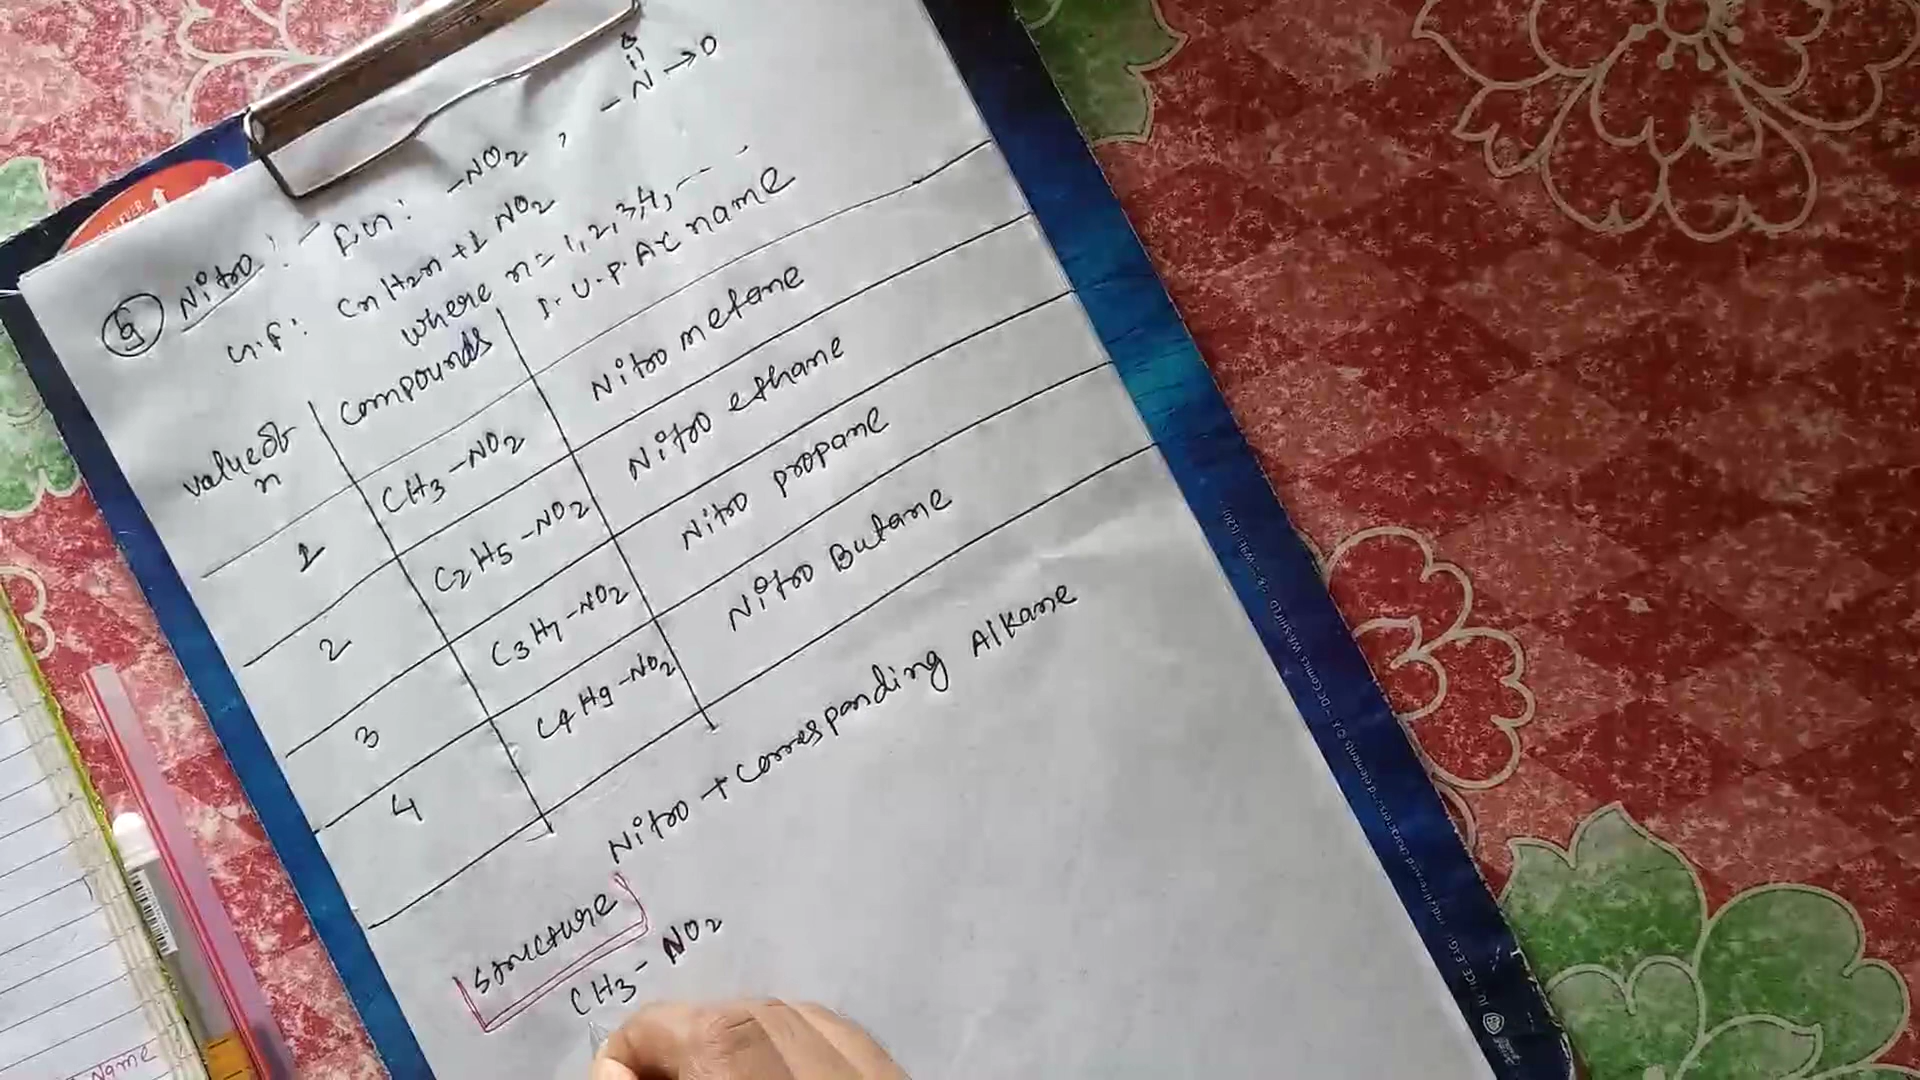 ⑤ Nitro :- F.G: -NO2, -N→O
O
G.F: CnH2n+1 NO2
where n=1,2,3,4,---
value of n compounds I.U.P.AC name
1 CH3-NO2 Nitro metane
2 C2H5-NO2 Nitro ethane
3 C3H7-NO2 Nitro propane
4 C4H9-NO2 Nitro Butane
Nitro + corresponding Alkane
structure
CH3-NO2
Name